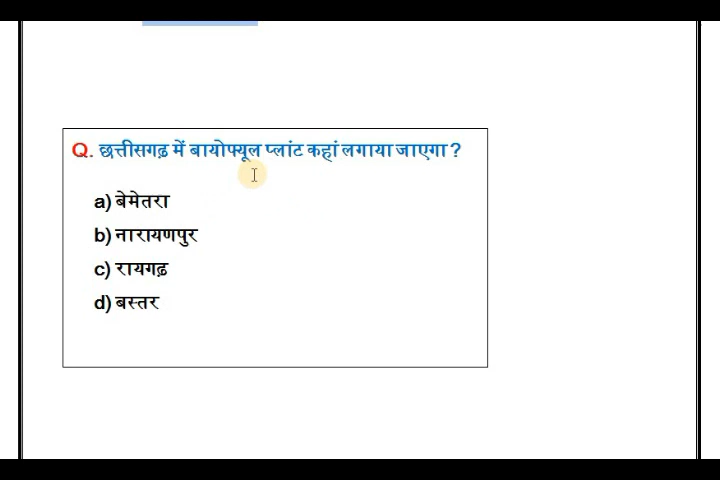 Q. छत्तीसगढ़ में बायोफ्यूल प्लांट कहां लगाया जाएगा ?
a) बेमेतरा
b) नारायणपुर
c) रायगढ़
d) बस्तर